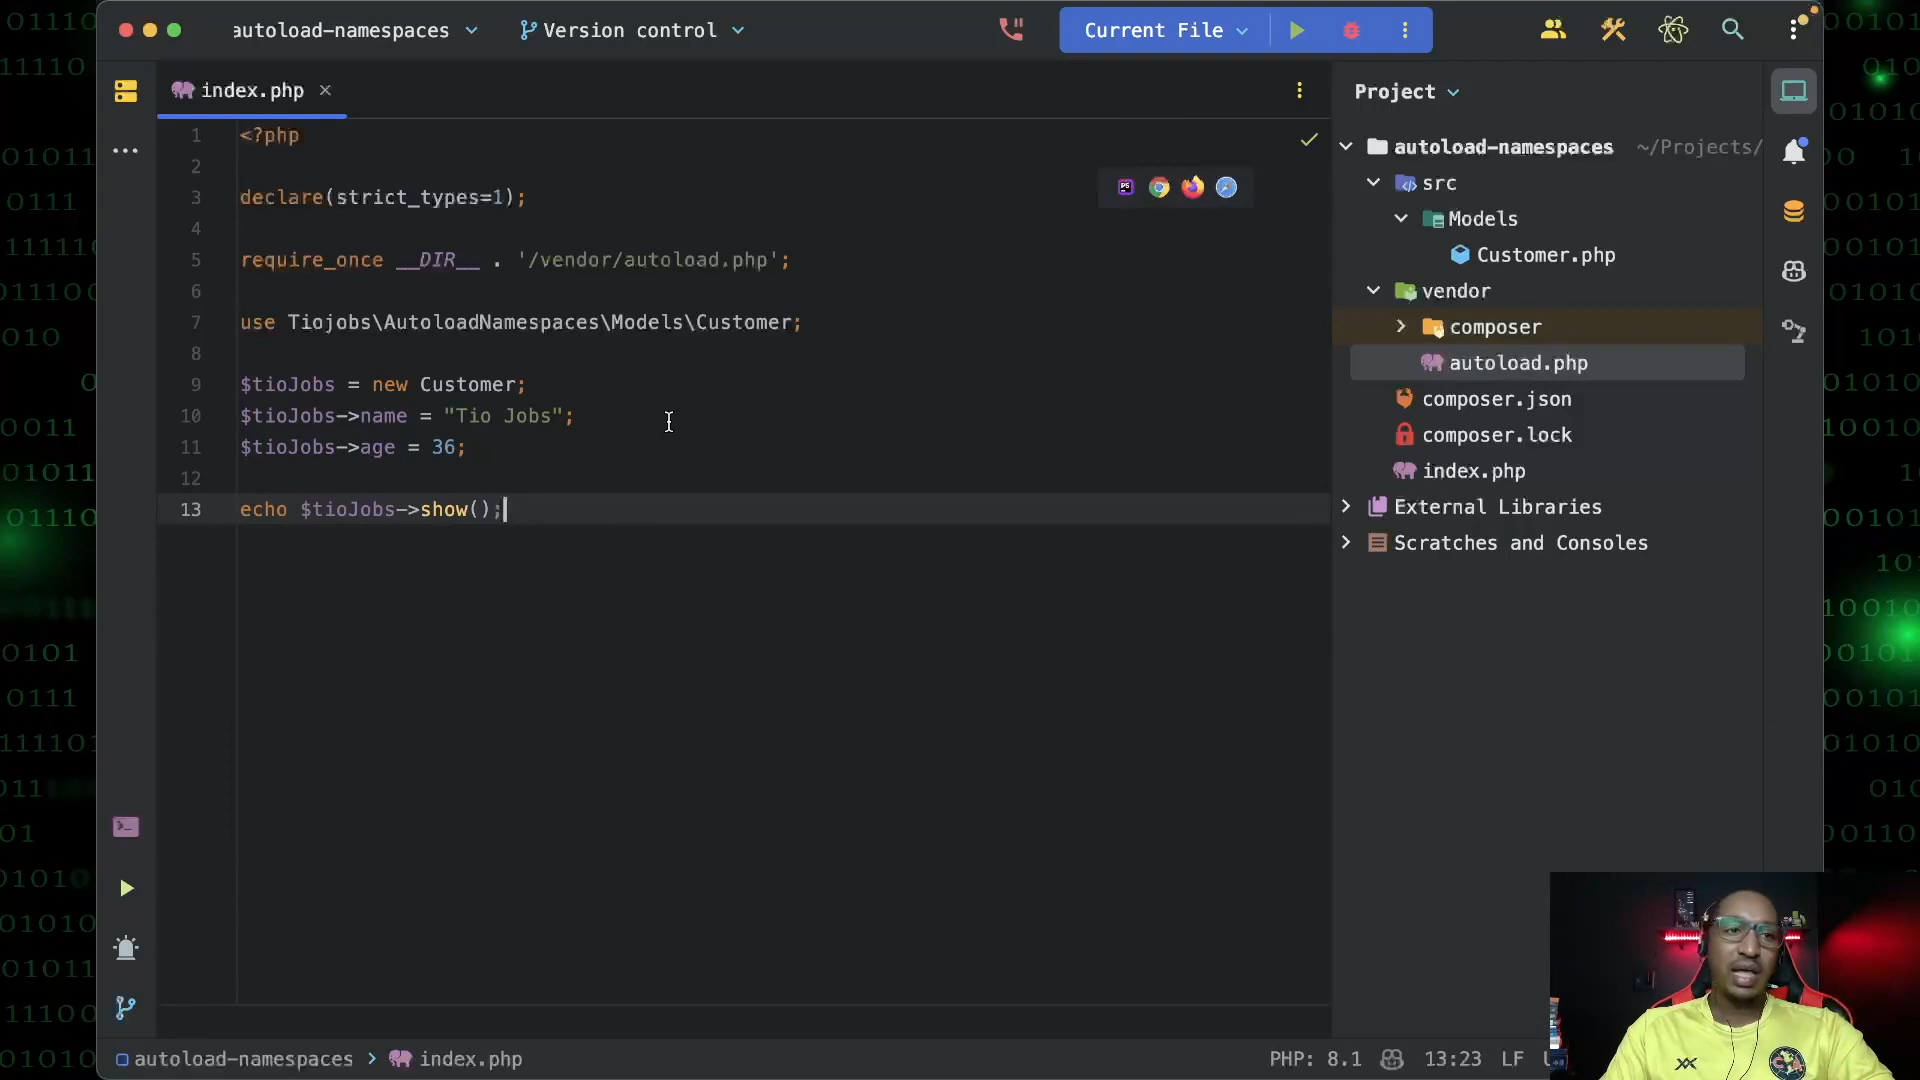 autoload-namespaces
Version control
Current File
index.php
Project
1 <?php
2
3 declare(strict_types=1);
4
5 require_once __DIR__ . '/vendor/autoload.php';
6
7 use Tiojobs\AutoloadNamespaces\Models\Customer;
8
9 $tioJobs = new Customer;
10 $tioJobs->name = "Tio Jobs";
11 $tioJobs->age = 36;
12
13 echo $tioJobs->show();
autoload-namespaces ~/Projects/
src
Models
Customer.php
vendor
composer
autoload.php
composer.json
composer.lock
index.php
External Libraries
Scratches and Consoles
autoload-namespaces > index.php
PHP: 8.1 13:23 LF